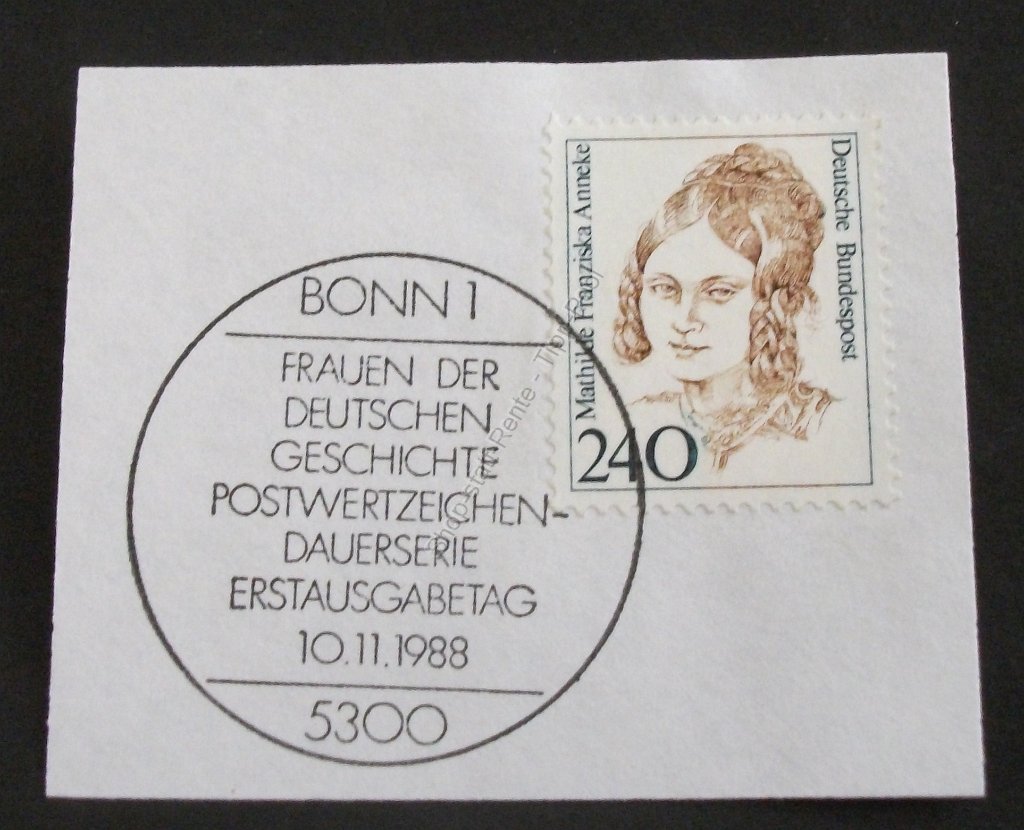 BONN 1
FRAUEN DER
DEUTSCHEN
GESCHICHTE
POSTWERTZEICHEN-
DAUERSERIE
ERSTAUSGABETAG
10.11.1988
5300
Mathilde Franziska Anneke
Deutsche Bundespost
240
Rente -